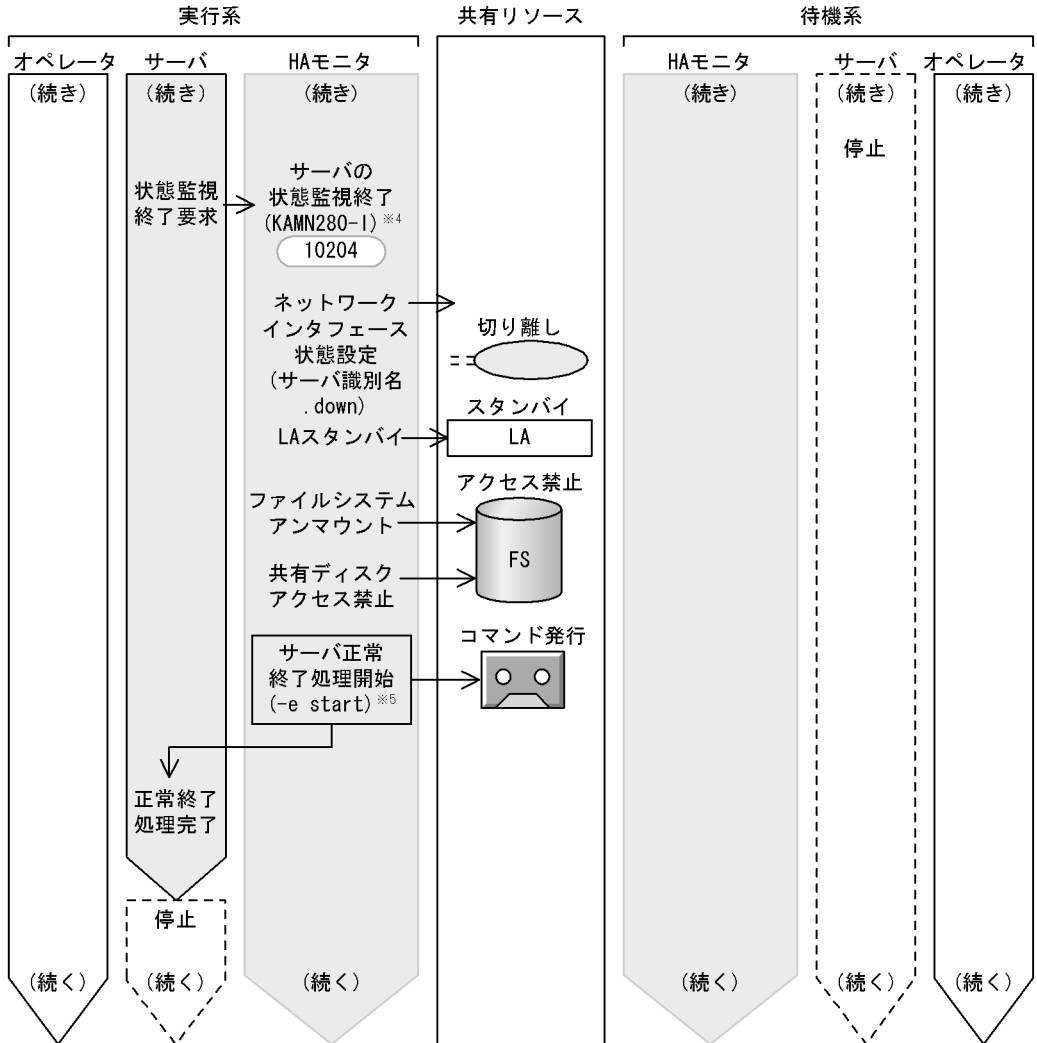 実行系
共有リソース
待機系
オペレータ
サーバ
HAモニタ
HAモニタ
サーバ
オペレータ
(続き)
(続き)
(続き)
(続き)
(続き)
(続き)
停止
状態監視
終了要求
サーバの
状態監視終了
(KAMN280-I)※4
10204
ネットワーク
インタフェース
状態設定
(サーバ識別名
.down)
切り離し
LAスタンバイ
スタンバイ
LA
ファイルシステム
アンマウント
アクセス禁止
FS
共有ディスク
アクセス禁止
サーバ正常
終了処理開始
(-e start)※5
コマンド発行
正常終了
処理完了
停止
(続く)
(続く)
(続く)
(続く)
(続く)
(続く)